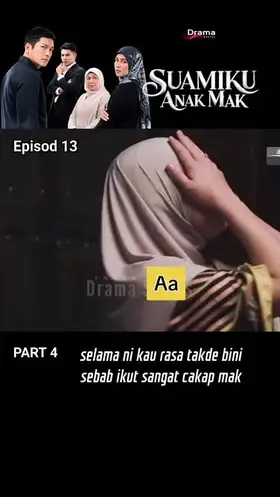 Drama
SUAMIKU
ANAK MAK
Episod 13
Drama
Aa
PART 4
selama ni kau rasa takde bini
sebab ikut sangat cakap mak